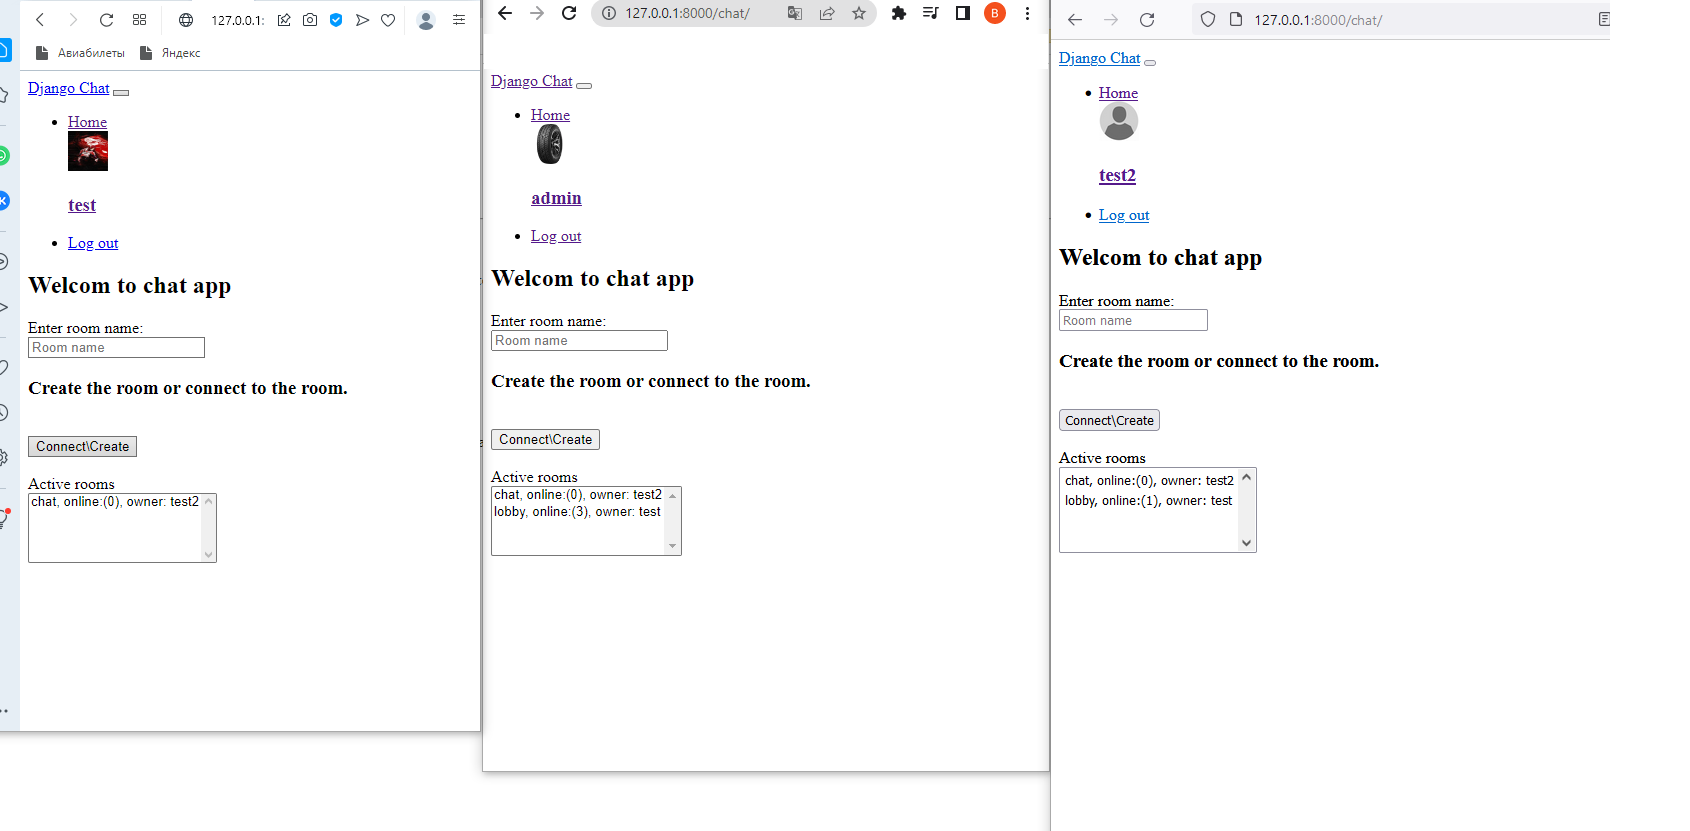 127.0.0.1:
Авиабилеты
Яндекс
Django Chat
Home
test
Log out
Welcom to chat app
Enter room name:
Room name
Create the room or connect to the room.
Connect\Create
Active rooms
chat, online:(0), owner: test2
127.0.0.1:8000/chat/
B
Django Chat
Home
admin
Log out
Welcom to chat app
Enter room name:
Room name
Create the room or connect to the room.
Connect\Create
Active rooms
chat, online:(0), owner: test2
lobby, online:(3), owner: test
127.0.0.1:8000/chat/
Django Chat
Home
test2
Log out
Welcom to chat app
Enter room name:
Room name
Create the room or connect to the room.
Connect\Create
Active rooms
chat, online:(0), owner: test2
lobby, online:(1), owner: test